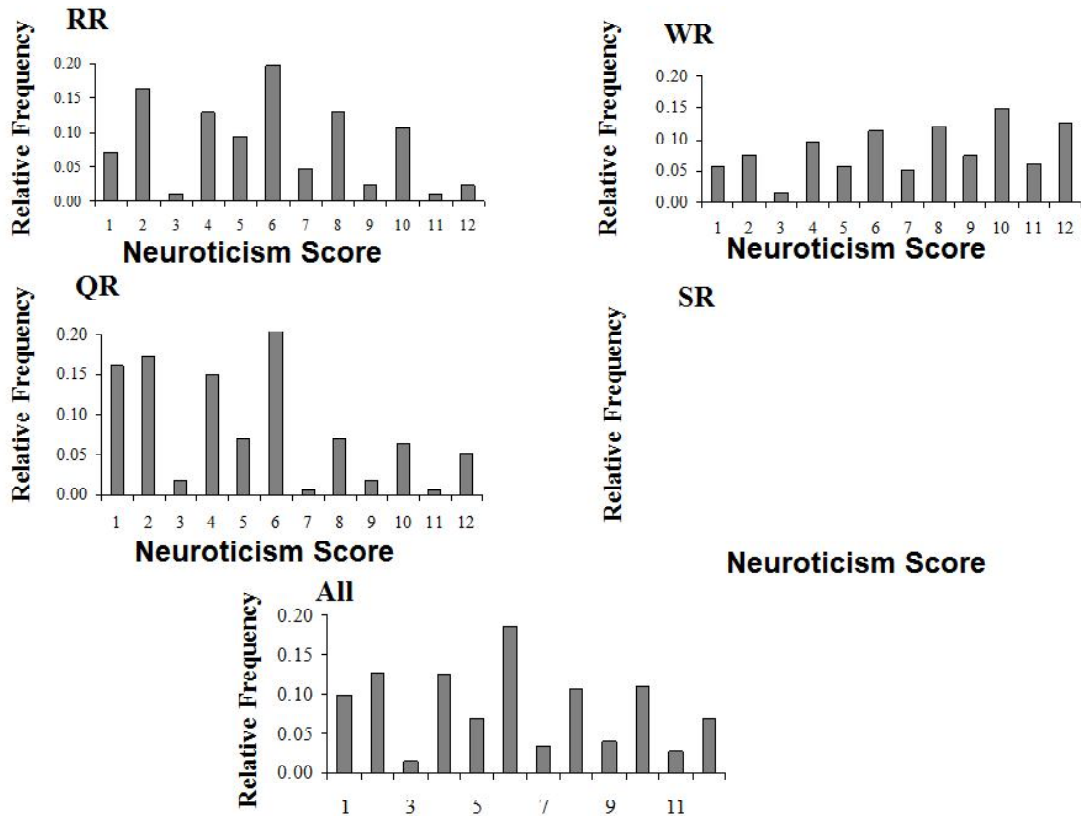 RR
Relative Frequency
0.20
0.15
0.10
0.05
0.00
1 2 3 4 5 6 7 8 9 10 11 12
Neuroticism Score
WR
Relative Frequency
0.20
0.15
0.10
0.05
0.00
1 2 3 4 5 6 7 8 9 10 11 12
Neuroticism Score
QR
Relative Frequency
0.20
0.15
0.10
0.05
0.00
1 2 3 4 5 6 7 8 9 10 11 12
Neuroticism Score
SR
Relative Frequency
Neuroticism Score
All
Relative Frequency
0.20
0.15
0.10
0.05
0.00
1 3 5 7 9 11